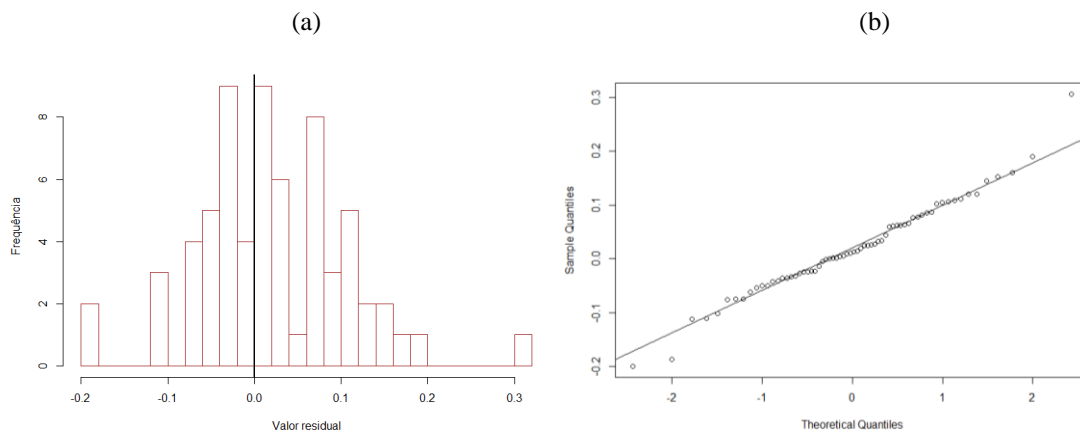 (a)
(b)
Frequência
8
6
4
2
0
-0.2 -0.1 0.0 0.1 0.2 0.3
Valor residual
Sample Quantiles
0.3
0.2
0.1
0.0
-0.1
-0.2
-2 -1 0 1 2
Theoretical Quantiles